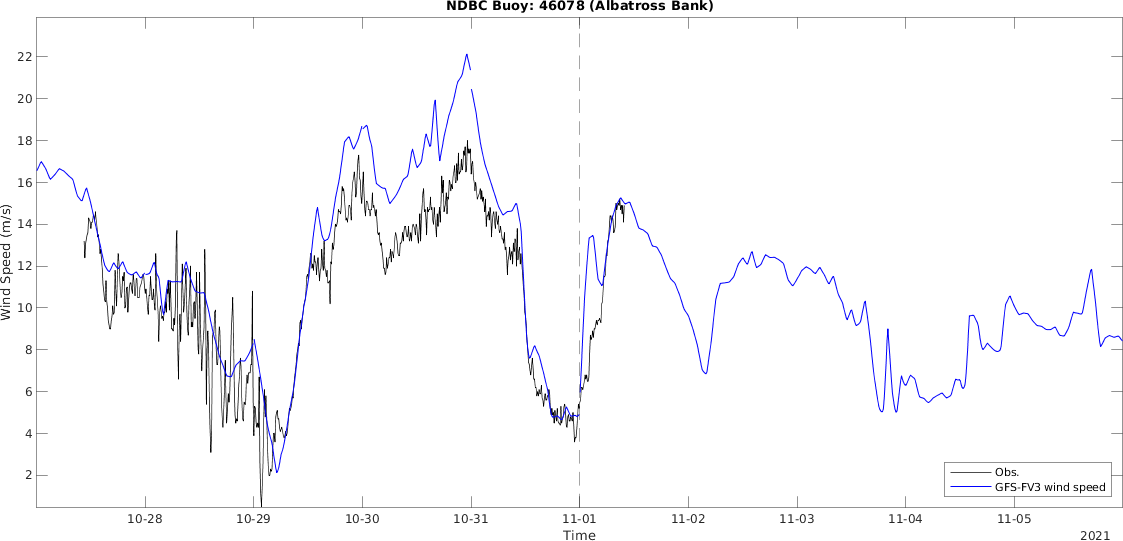 NDBC Buoy: 46078 (Albatross Bank)
Wind Speed (m/s)
22
20
18
16
14
12
10
8
6
4
2
Obs.
GFS-FV3 wind speed
10-28 10-29 10-30 10-31 11-01 11-02 11-03 11-04 11-05
Time
2021